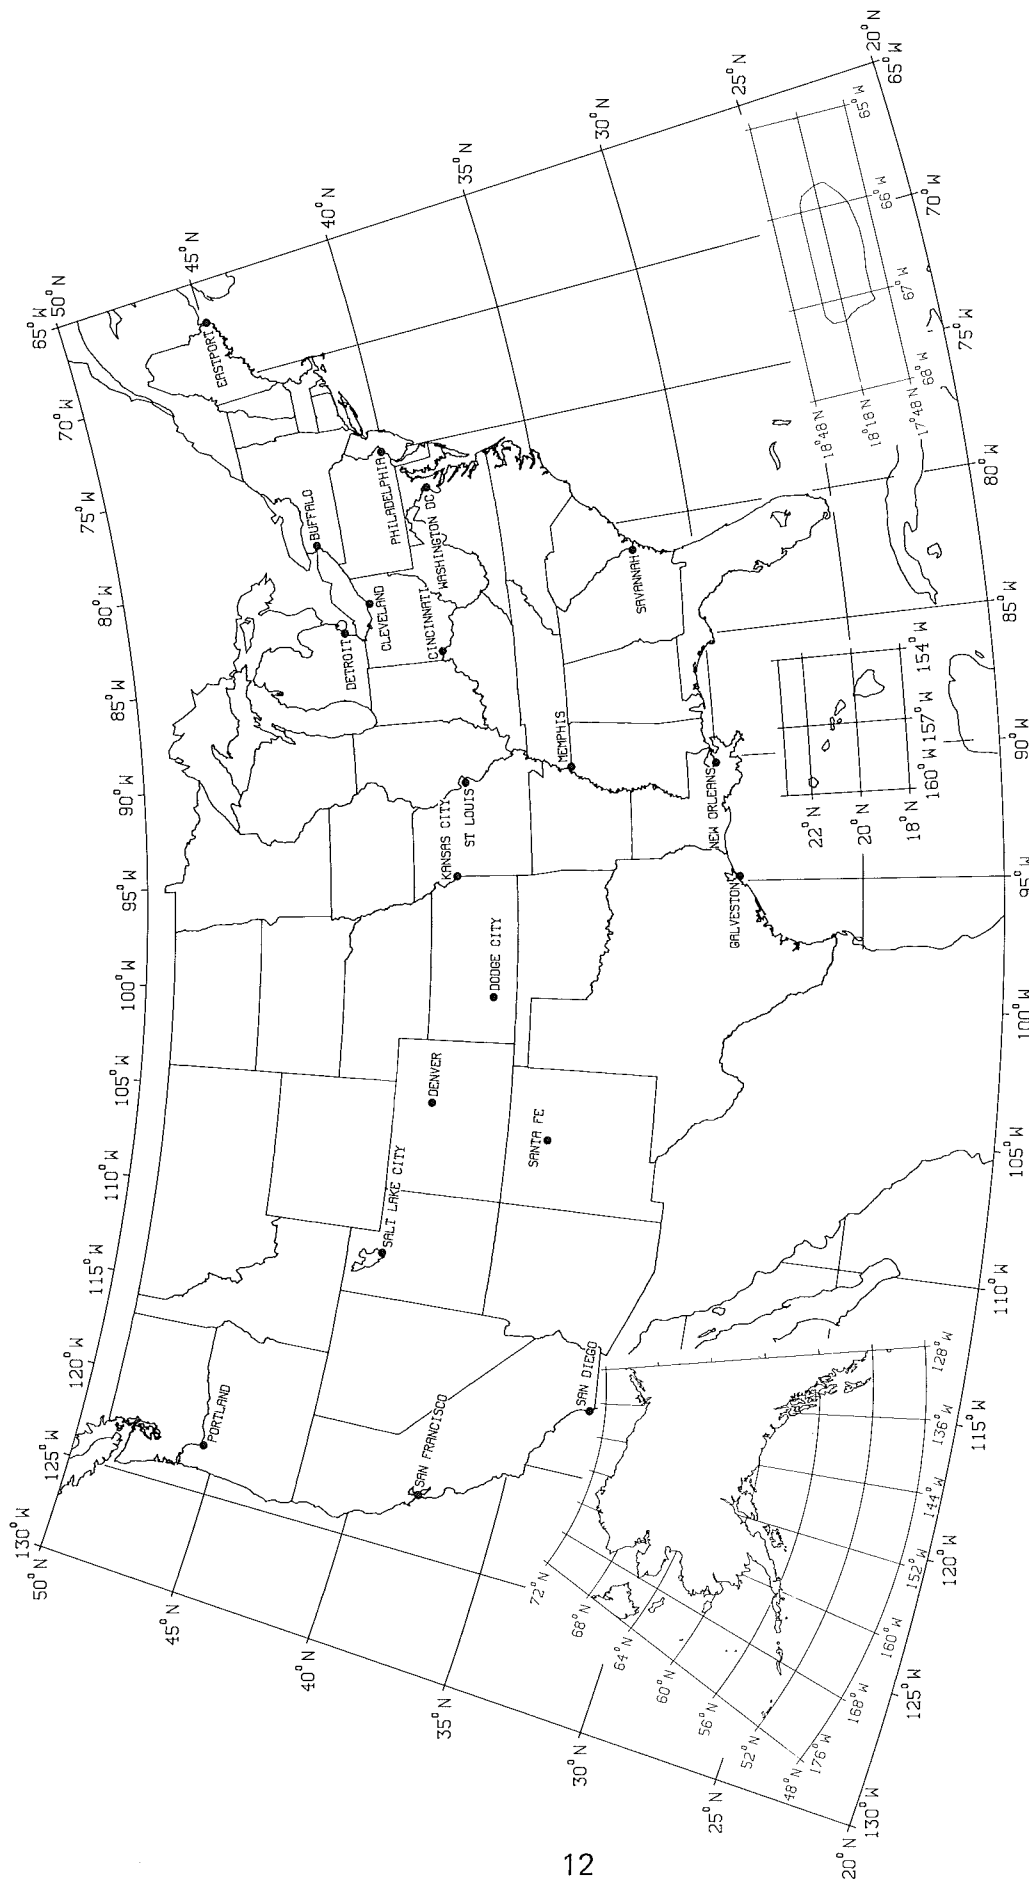 65°W
50°N
70°W
75°W
80°W
85°W
90°W
95°W
100°W
105°W
110°W
115°W
120°W
125°W
130°W
50°N
45°N
40°N
35°N
30°N
25°N
20°N
130°W
125°W
120°W
115°W
110°W
105°W
100°W
95°W
90°W
85°W
80°W
75°W
70°W
65°W
20°N
25°N
30°N
35°N
40°N
45°N
EASTPORT
BUFFALO
PHILADELPHIA
WASHINGTON DC
CLEVELAND
DETROIT
CINCINNATI
SAVANNAH
MEMPHIS
ST LOUIS
KANSAS CITY
NEW ORLEANS
GALVESTON
DODGE CITY
DENVER
SANTA FE
SALT LAKE CITY
PORTLAND
SAN FRANCISCO
SAN DIEGO
72°N
68°N
64°N
60°N
56°N
52°N
48°N
176°W
168°W
160°W
152°W
144°W
136°W
128°W
22°N
20°N
18°N
160°W
157°W
154°W
18°48'N
18°18'N
17°48'N
68°W
67°W
66°W
65°W
12